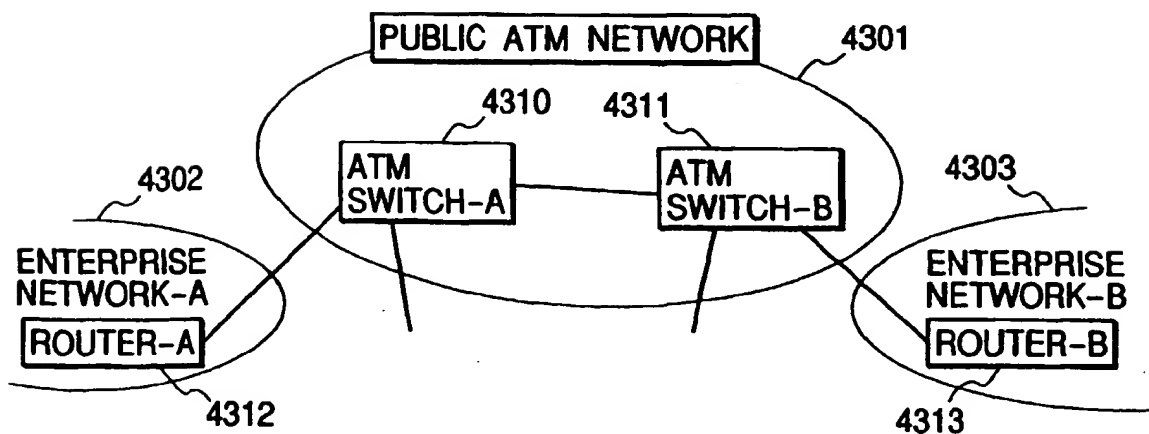 PUBLIC ATM NETWORK
4301
4310
4311
ATM
SWITCH-A
ATM
SWITCH-B
4302
4303
ENTERPRISE
NETWORK-A
ROUTER-A
ENTERPRISE
NETWORK-B
ROUTER-B
4312
4313